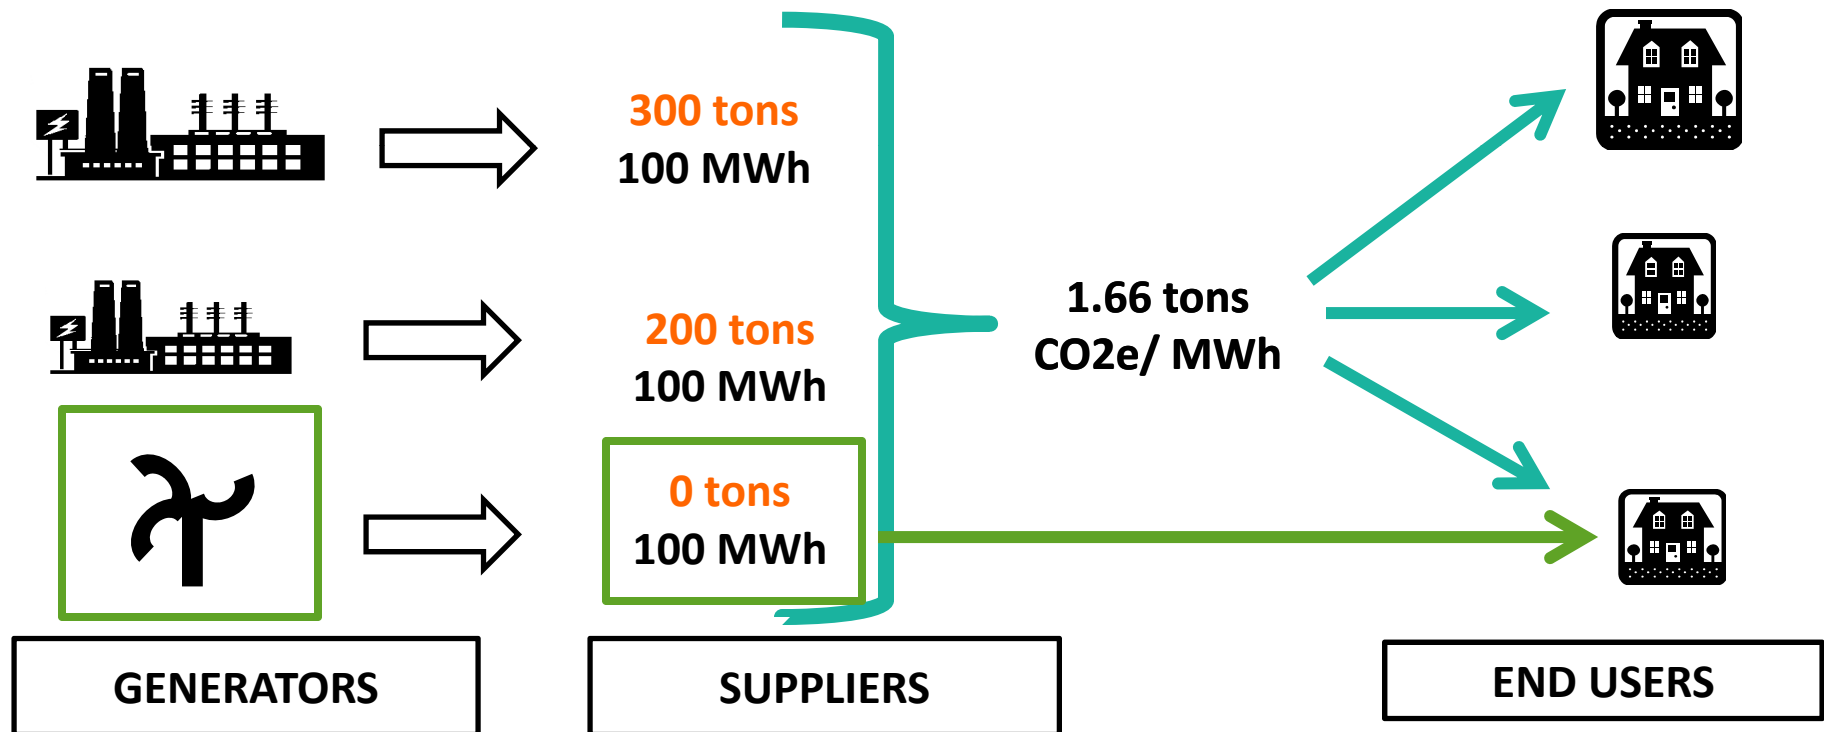 300 tons
100 MWh
200 tons
100 MWh
0 tons
100 MWh
1.66 tons
CO2e/ MWh
GENERATORS
SUPPLIERS
END USERS